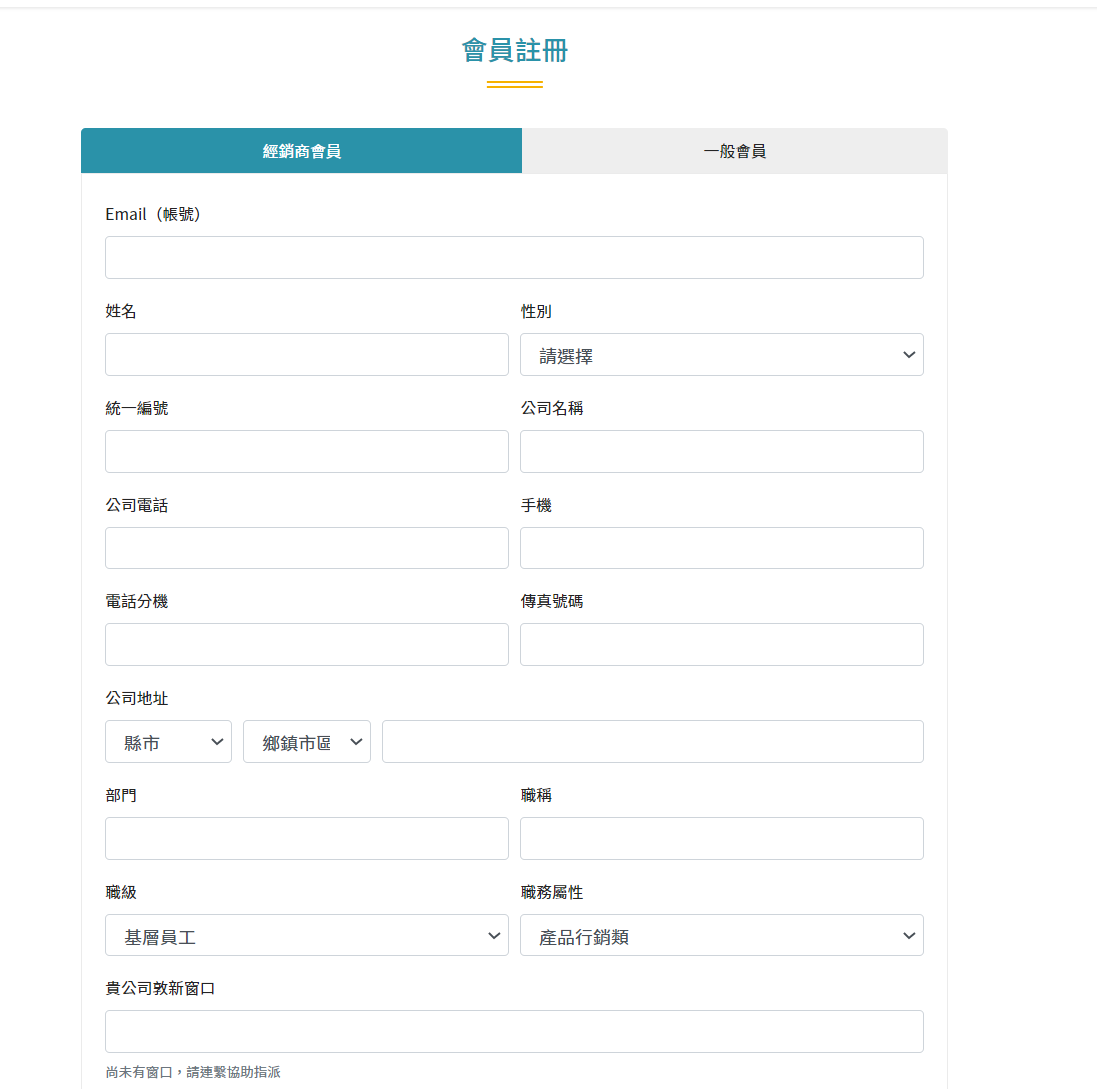 會員註冊
經銷商會員 一般會員
Email（帳號）
姓名 性別
請選擇
統一編號 公司名稱
公司電話 手機
電話分機 傳真號碼
公司地址
縣市 鄉鎮市區
部門 職稱
職級 職務屬性
基層員工 產品行銷類
貴公司敦新窗口
尚未有窗口，請連繫協助指派